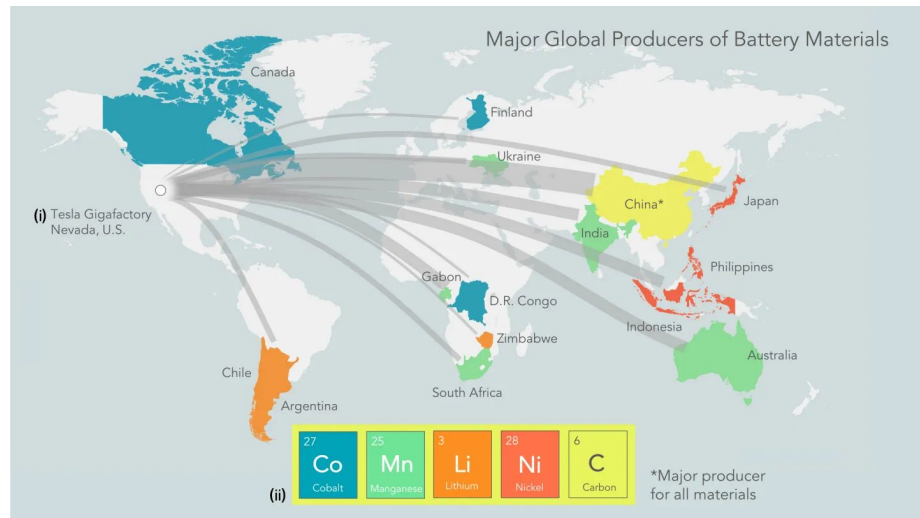 Major Global Producers of Battery Materials
Canada
Finland
Ukraine
China*
Japan
(i) Tesla Gigafactory
Nevada, U.S.
India
Philippines
Gabon
D.R. Congo
Indonesia
Zimbabwe
Australia
Chile
South Africa
Argentina
27 25 3 28 6
Co Mn Li Ni C
Cobalt Manganese Lithium Nickel Carbon
(ii)
*Major producer
for all materials